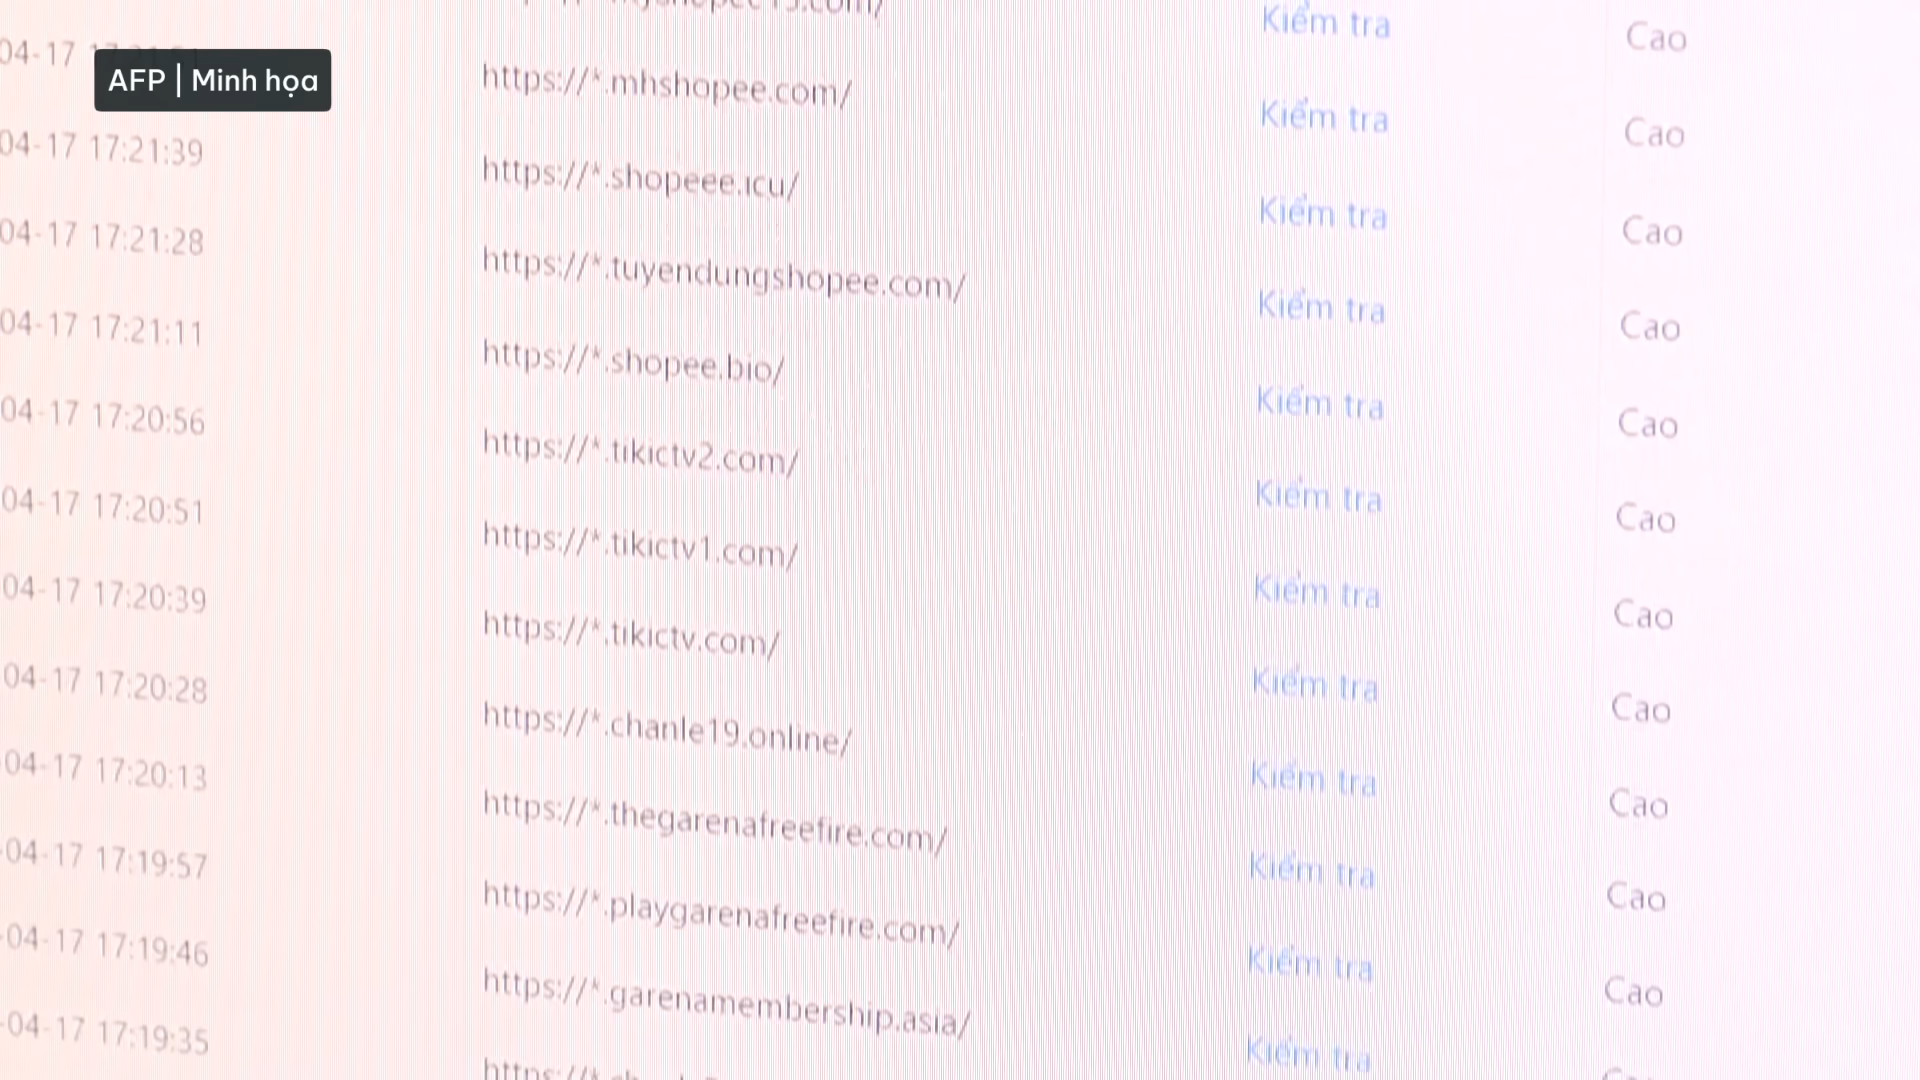 AFP | Minh họa
Kiểm tra Cao
04-17 https://*.mhshopee.com/ Kiểm tra Cao
04-17 17:21:39 https://*.shopeee.icu/ Kiểm tra Cao
04-17 17:21:28 https://*.tuyendungshopee.com/ Kiểm tra Cao
04-17 17:21:11 https://*.shopee.bio/ Kiểm tra Cao
04-17 17:20:56 https://*.tikictv2.com/ Kiểm tra Cao
04-17 17:20:51 https://*.tikictv1.com/ Kiểm tra Cao
04-17 17:20:39 https://*.tikictv.com/ Kiểm tra Cao
04-17 17:20:28 https://*.chanle19.online/ Kiểm tra Cao
04-17 17:20:13 https://*.thegarenafreefire.com/ Kiểm tra Cao
04-17 17:19:57 https://*.playgarenafreefire.com/ Kiểm tra Cao
04-17 17:19:46 https://*.garenamembership.asia/ Kiểm tra
04-17 17:19:35